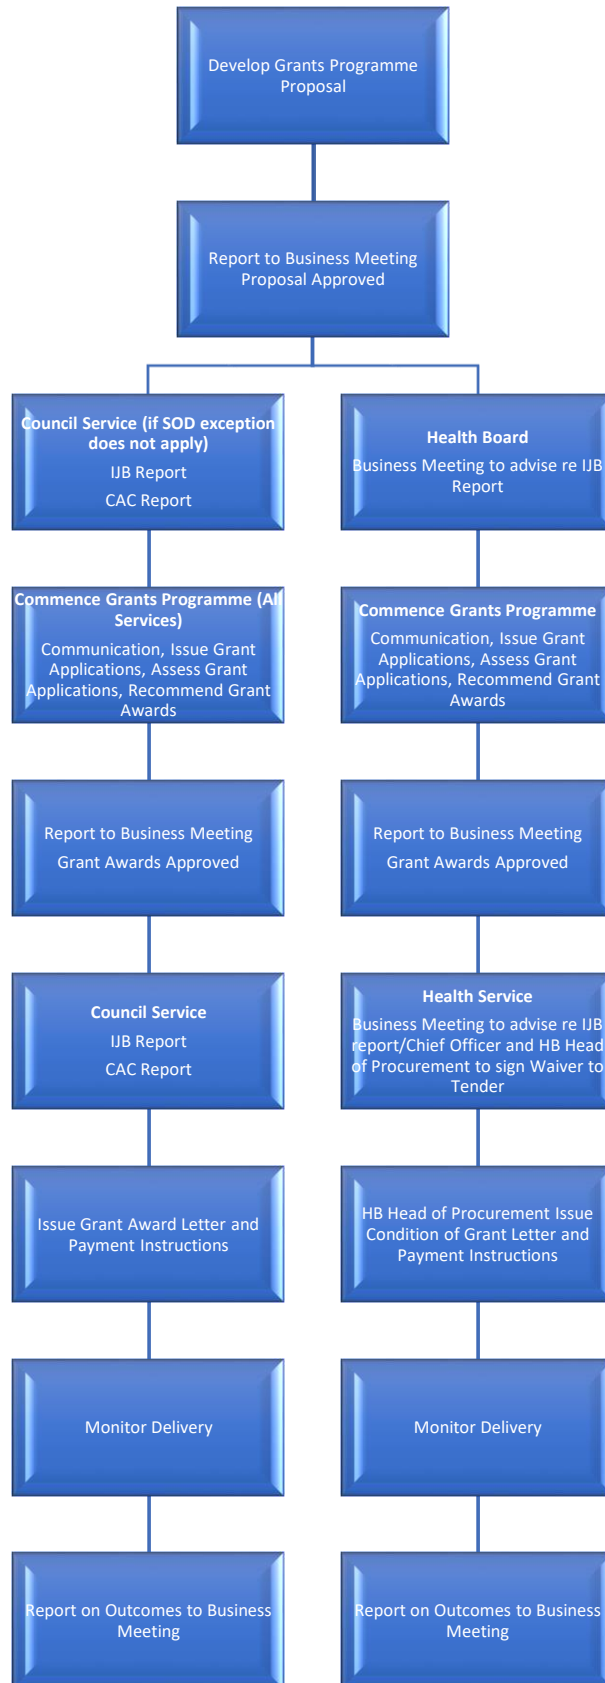 Develop Grants Programme
Proposal
Report to Business Meeting
Proposal Approved
Council Service (if SOD exception
does not apply)
IJB Report
CAC Report
Health Board
Business Meeting to advise re IJB
Report
Commence Grants Programme (All
Services)
Communication, Issue Grant
Applications, Assess Grant
Applications, Recommend Grant
Awards
Commence Grants Programme
Communication, Issue Grant
Applications, Assess Grant
Applications, Recommend Grant
Awards
Report to Business Meeting
Grant Awards Approved
Report to Business Meeting
Grant Awards Approved
Council Service
IJB Report
CAC Report
Health Service
Business Meeting to advise re IJB
report/Chief Officer and HB Head
of Procurement to sign Waiver to
Tender
Issue Grant Award Letter and
Payment Instructions
HB Head of Procurement Issue
Condition of Grant Letter and
Payment Instructions
Monitor Delivery
Monitor Delivery
Report on Outcomes to Business
Meeting
Report on Outcomes to Business
Meeting